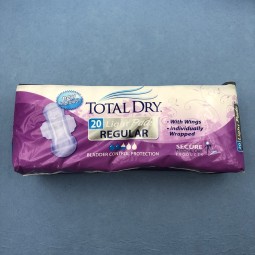 TOTAL DRY
20
REGULAR
BLADDER CONTROL PROTECTION
• With Wings
• Individually
Wrapped
SECURE